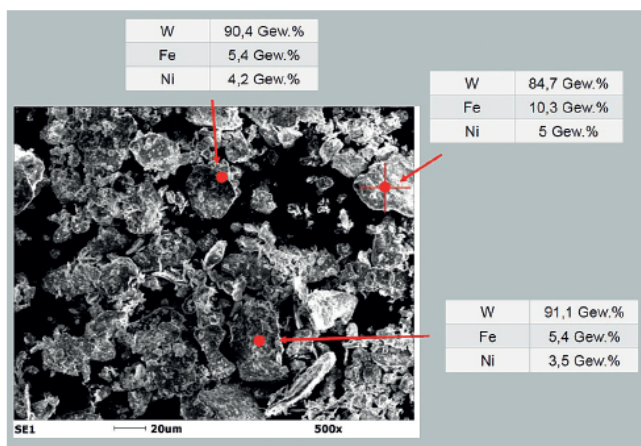 W 90,4 Gew.%
Fe 5,4 Gew.%
Ni 4,2 Gew.%
W 84,7 Gew.%
Fe 10,3 Gew.%
Ni 5 Gew.%
W 91,1 Gew.%
Fe 5,4 Gew.%
Ni 3,5 Gew.%
SE1 20um 500x